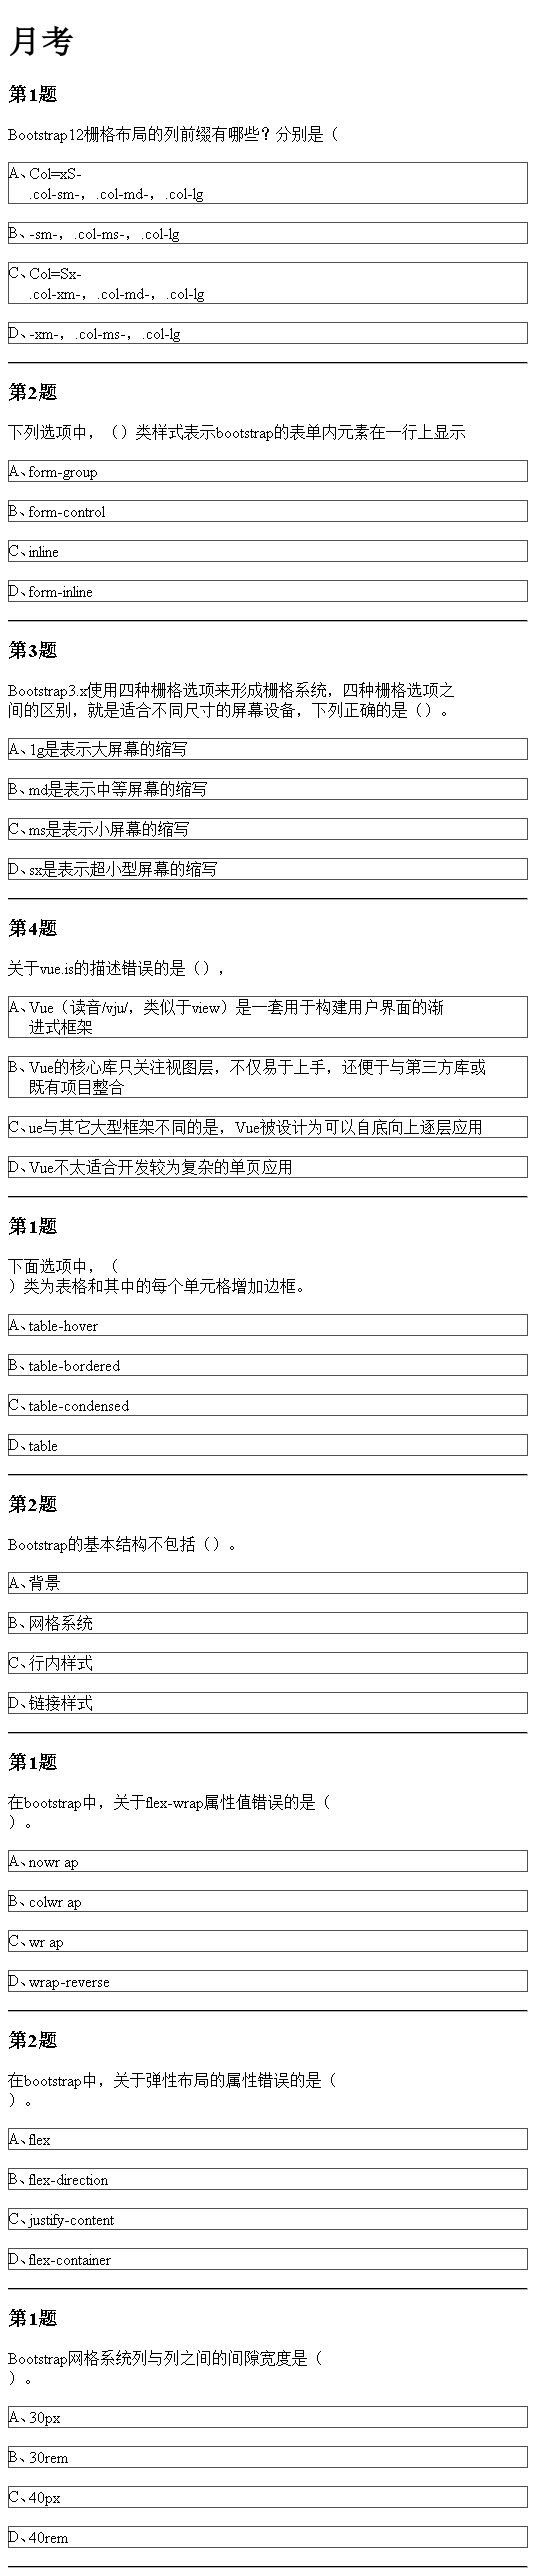 月考
第1题
Bootstrap12栅格布局的列前缀有哪些？分别是（
A、Col=xS-
.col-sm-，.col-md-，.col-lg
B、-sm-，.col-ms-，.col-lg
C、Col=Sx-
.col-xm-，.col-md-，.col-lg
D、-xm-，.col-ms-，.col-lg
第2题
下列选项中，（）类样式表示bootstrap的表单内元素在一行上显示
A、form-group
B、form-control
C、inline
D、form-inline
第3题
Bootstrap3.x使用四种栅格选项来形成栅格系统，四种栅格选项之
间的区别，就是适合不同尺寸的屏幕设备，下列正确的是（）。
A、1g是表示大屏幕的缩写
B、md是表示中等屏幕的缩写
C、ms是表示小屏幕的缩写
D、sx是表示超小型屏幕的缩写
第4题
关于vue.is的描述错误的是（），
A、Vue（读音/vju/，类似于view）是一套用于构建用户界面的渐
进式框架
B、Vue的核心库只关注视图层，不仅易于上手，还便于与第三方库或
既有项目整合
C、ue与其它大型框架不同的是，Vue被设计为可以自底向上逐层应用
D、Vue不太适合开发较为复杂的单页应用
第1题
下面选项中，（
）类为表格和其中的每个单元格增加边框。
A、table-hover
B、table-bordered
C、table-condensed
D、table
第2题
Bootstrap的基本结构不包括（）。
A、背景
B、网格系统
C、行内样式
D、链接样式
第1题
在bootstrap中，关于flex-wrap属性值错误的是（
）。
A、nowr ap
B、colwr ap
C、wr ap
D、wrap-reverse
第2题
在bootstrap中，关于弹性布局的属性错误的是（
）。
A、flex
B、flex-direction
C、justify-content
D、flex-container
第1题
Bootstrap网格系统列与列之间的间隙宽度是（
）。
A、30px
B、30rem
C、40px
D、40rem